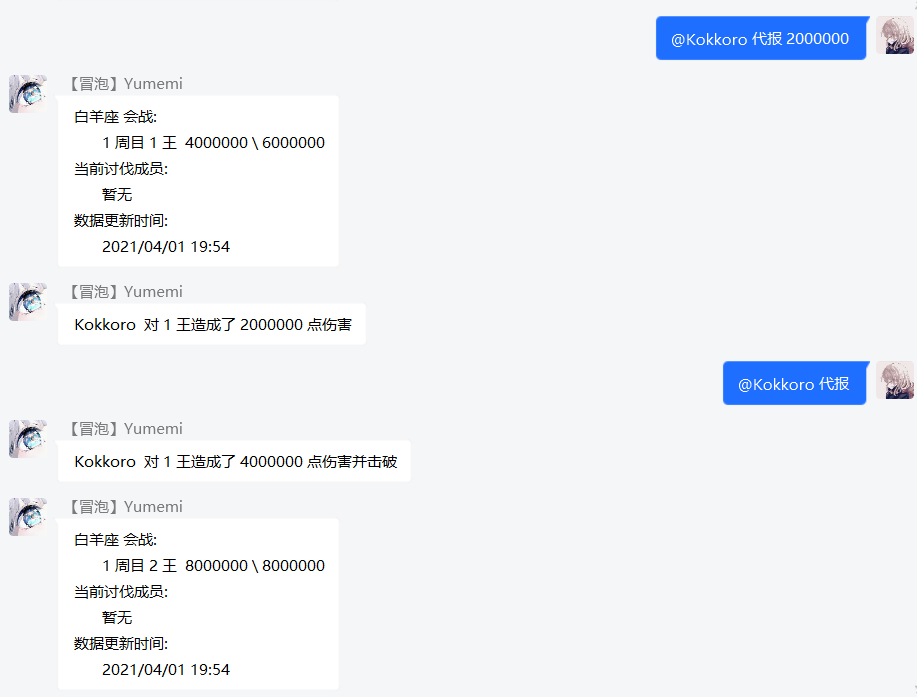 @Kokkoro 代报 2000000
【冒泡】Yumemi
白羊座 会战:
1 周目 1 王 4000000 \ 6000000
当前讨伐成员:
暂无
数据更新时间:
2021/04/01 19:54
【冒泡】Yumemi
Kokkoro 对 1 王造成了 2000000 点伤害
@Kokkoro 代报
【冒泡】Yumemi
Kokkoro 对 1 王造成了 4000000 点伤害并击破
【冒泡】Yumemi
白羊座 会战:
1 周目 2 王 8000000 \ 8000000
当前讨伐成员:
暂无
数据更新时间:
2021/04/01 19:54